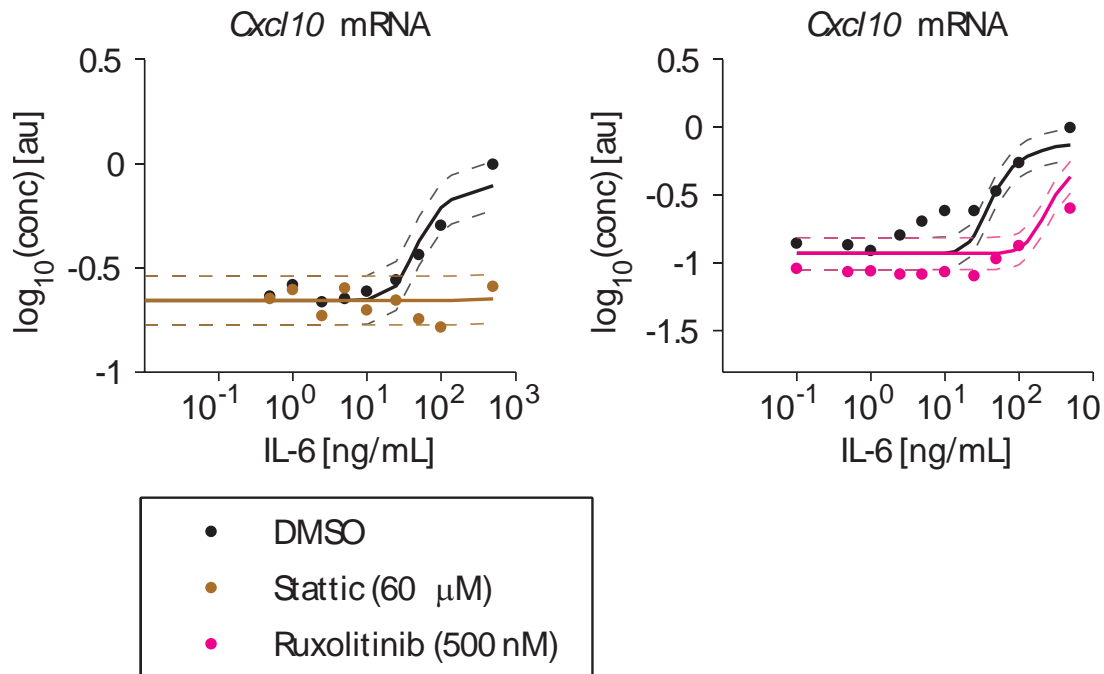 Cxcl10 mRNA
0.5
0
-0.5
-1
log10(conc) [au]
10-1 100 101 102 103
IL-6 [ng/mL]
Cxcl10 mRNA
0.5
0
-0.5
-1
-1.5
log10(conc) [au]
10-1 100 101 102 10
IL-6 [ng/mL]
DMSO
Stattic (60 μM)
Ruxolitinib (500 nM)